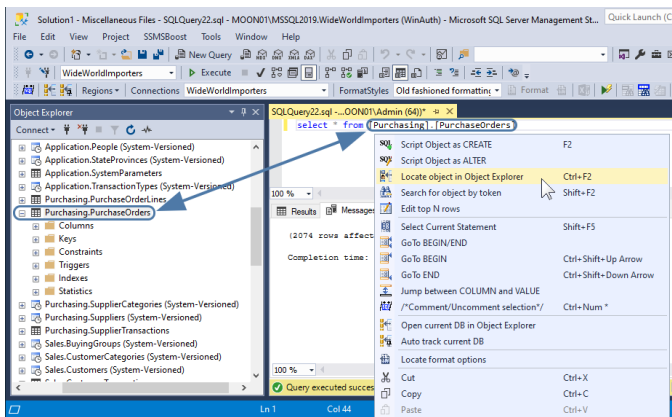 Solution1 - Miscellaneous Files - SQLQuery22.sql - MOON01\MSSQL2019.WideWorldImporters (WinAuth) - Microsoft SQL Server Management St...
Quick Launch (C
File Edit View Project SSMSBoost Tools Window Help
New Query
WideWorldImporters Execute
Regions Connections WideWorldImporters FormatStyles Old fashioned formatting Format
Object Explorer
Connect
Application.People (System-Versioned)
Application.StateProvinces (System-Versioned)
Application.SystemParameters
Application.TransactionTypes (System-Versioned)
Purchasing.PurchaseOrderLines
Purchasing.PurchaseOrders
Columns
Keys
Constraints
Triggers
Indexes
Statistics
Purchasing.SupplierCategories (System-Versioned)
Purchasing.Suppliers (System-Versioned)
Purchasing.SupplierTransactions
Sales.BuyingGroups (System-Versioned)
Sales.CustomerCategories (System-Versioned)
Sales.Customers (System-Versioned)
SQLQuery22.sql -...OON01\Admin (64))*
select * from [Purchasing].[PurchaseOrders]
100 %
Results Messages
(2074 rows affect
Completion time:
100 %
Query executed succes
Script Object as CREATE F2
Script Object as ALTER
Locate object in Object Explorer Ctrl+F2
Search for object by token Shift+F2
Edit top N rows
Select Current Statement Shift+F5
GoTo BEGIN/END
GoTo BEGIN Ctrl+Shift+Up Arrow
GoTo END Ctrl+Shift+Down Arrow
Jump between COLUMN and VALUE
/*Comment/Uncomment selection*/ Ctrl+Num *
Open current DB in Object Explorer
Auto track current DB
Locate format options
Cut Ctrl+X
Copy Ctrl+C
Paste Ctrl+V
Ln 1 Col 44